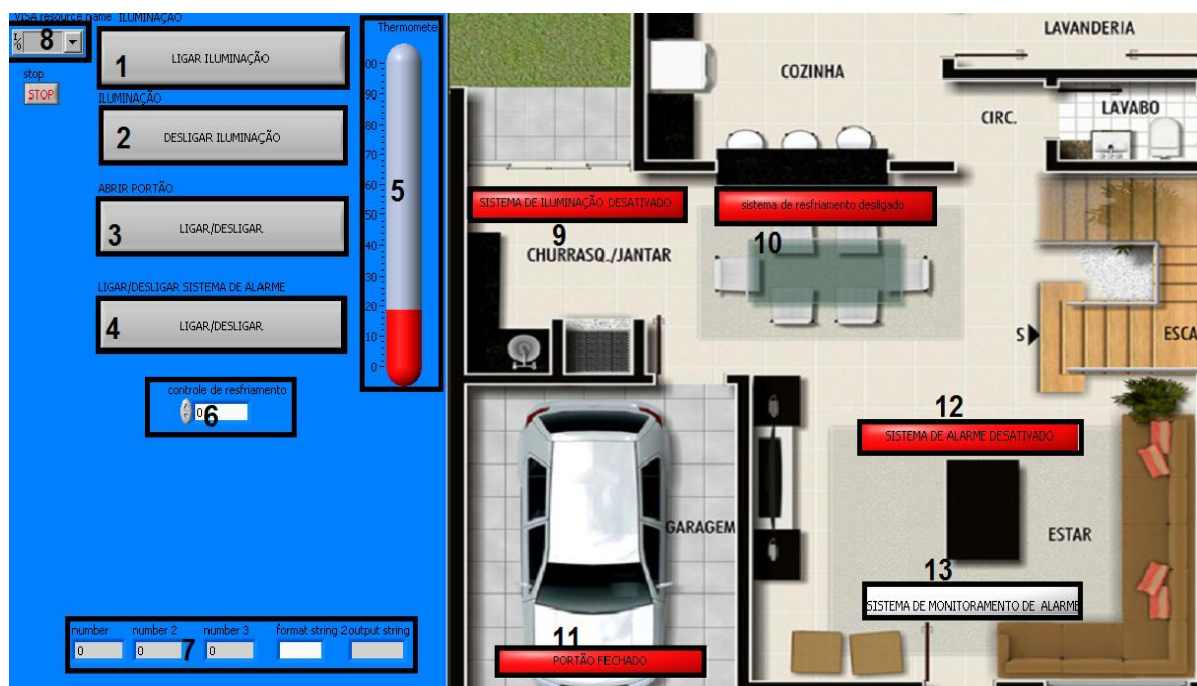 VISA resource name
8
stop
STOP
ILUMINAÇÃO
1
LIGAR ILUMINAÇÃO
ILUMINAÇÃO
2
DESLIGAR ILUMINAÇÃO
ABRIR PORTÃO
3
LIGAR/DESLIGAR
LIGAR/DESLIGAR SISTEMA DE ALARME
4
LIGAR/DESLIGAR
controle de resfriamento
0
6
Thermomete
00-
90-
80-
70-
60-
50-
40-
30-
20-
10-
0-
5
number
0
number 2
0
7
number 3
0
format string 2
output string
LAVANDERIA
COZINHA
CIRC.
LAVABO
SISTEMA DE ILUMINAÇÃO DESATIVADO
9
sistema de resfriamento desligado
10
CHURRASQ./JANTAR
S
ESCA
12
SISTEMA DE ALARME DESATIVADO
GARAGEM
ESTAR
13
SISTEMA DE MONITORAMENTO DE ALARME
11
PORTÃO FECHADO